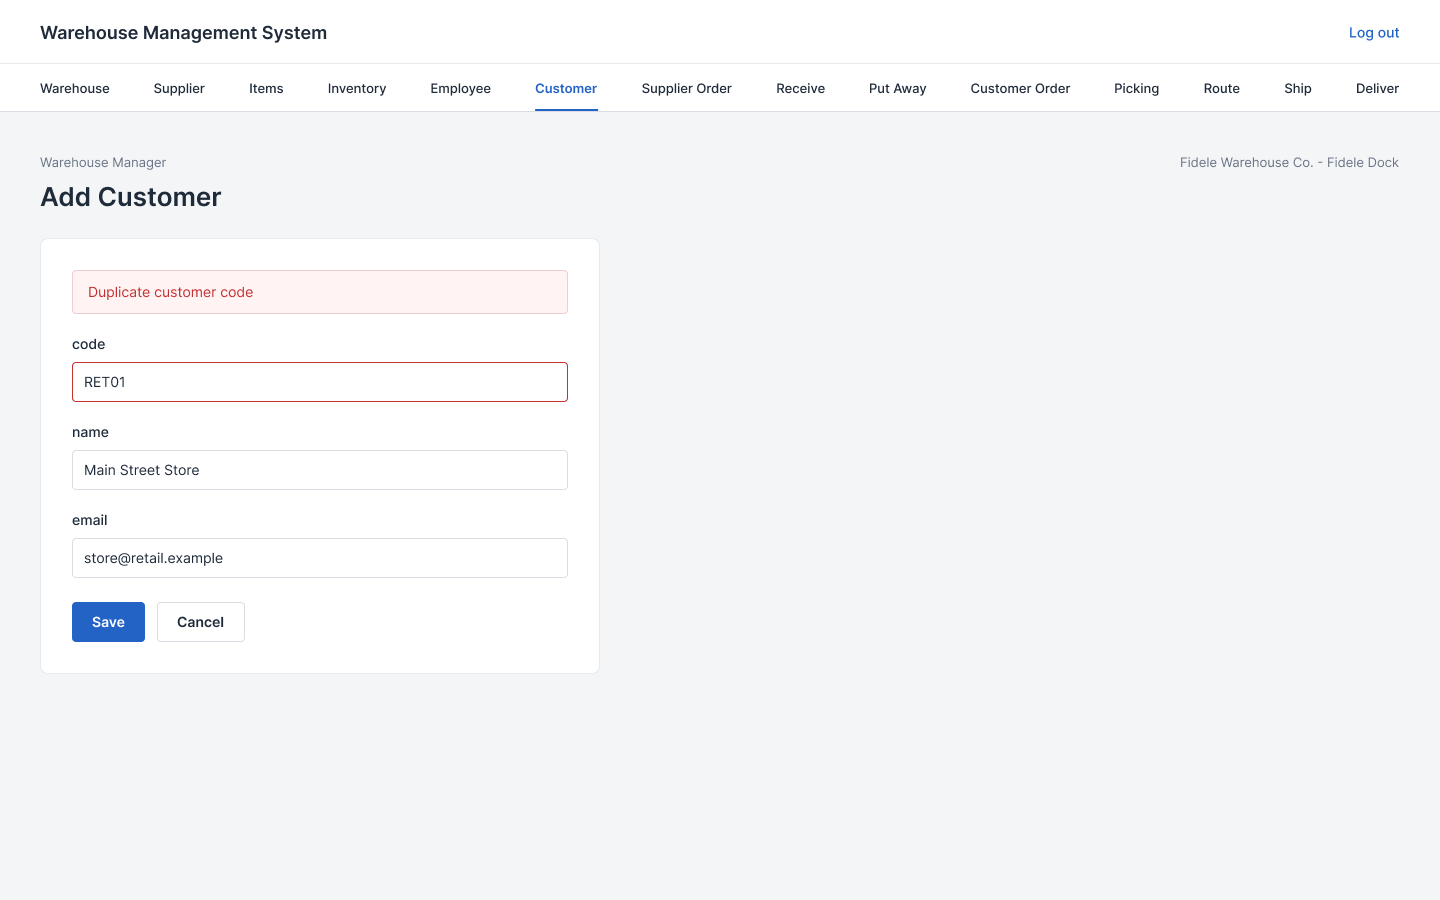 Warehouse Management System
Log out
Warehouse Supplier Items Inventory Employee Customer Supplier Order Receive Put Away Customer Order Picking Route Ship Deliver
Warehouse Manager
Fidele Warehouse Co. - Fidele Dock
Add Customer
Duplicate customer code
code
RET01
name
Main Street Store
email
store@retail.example
Save Cancel